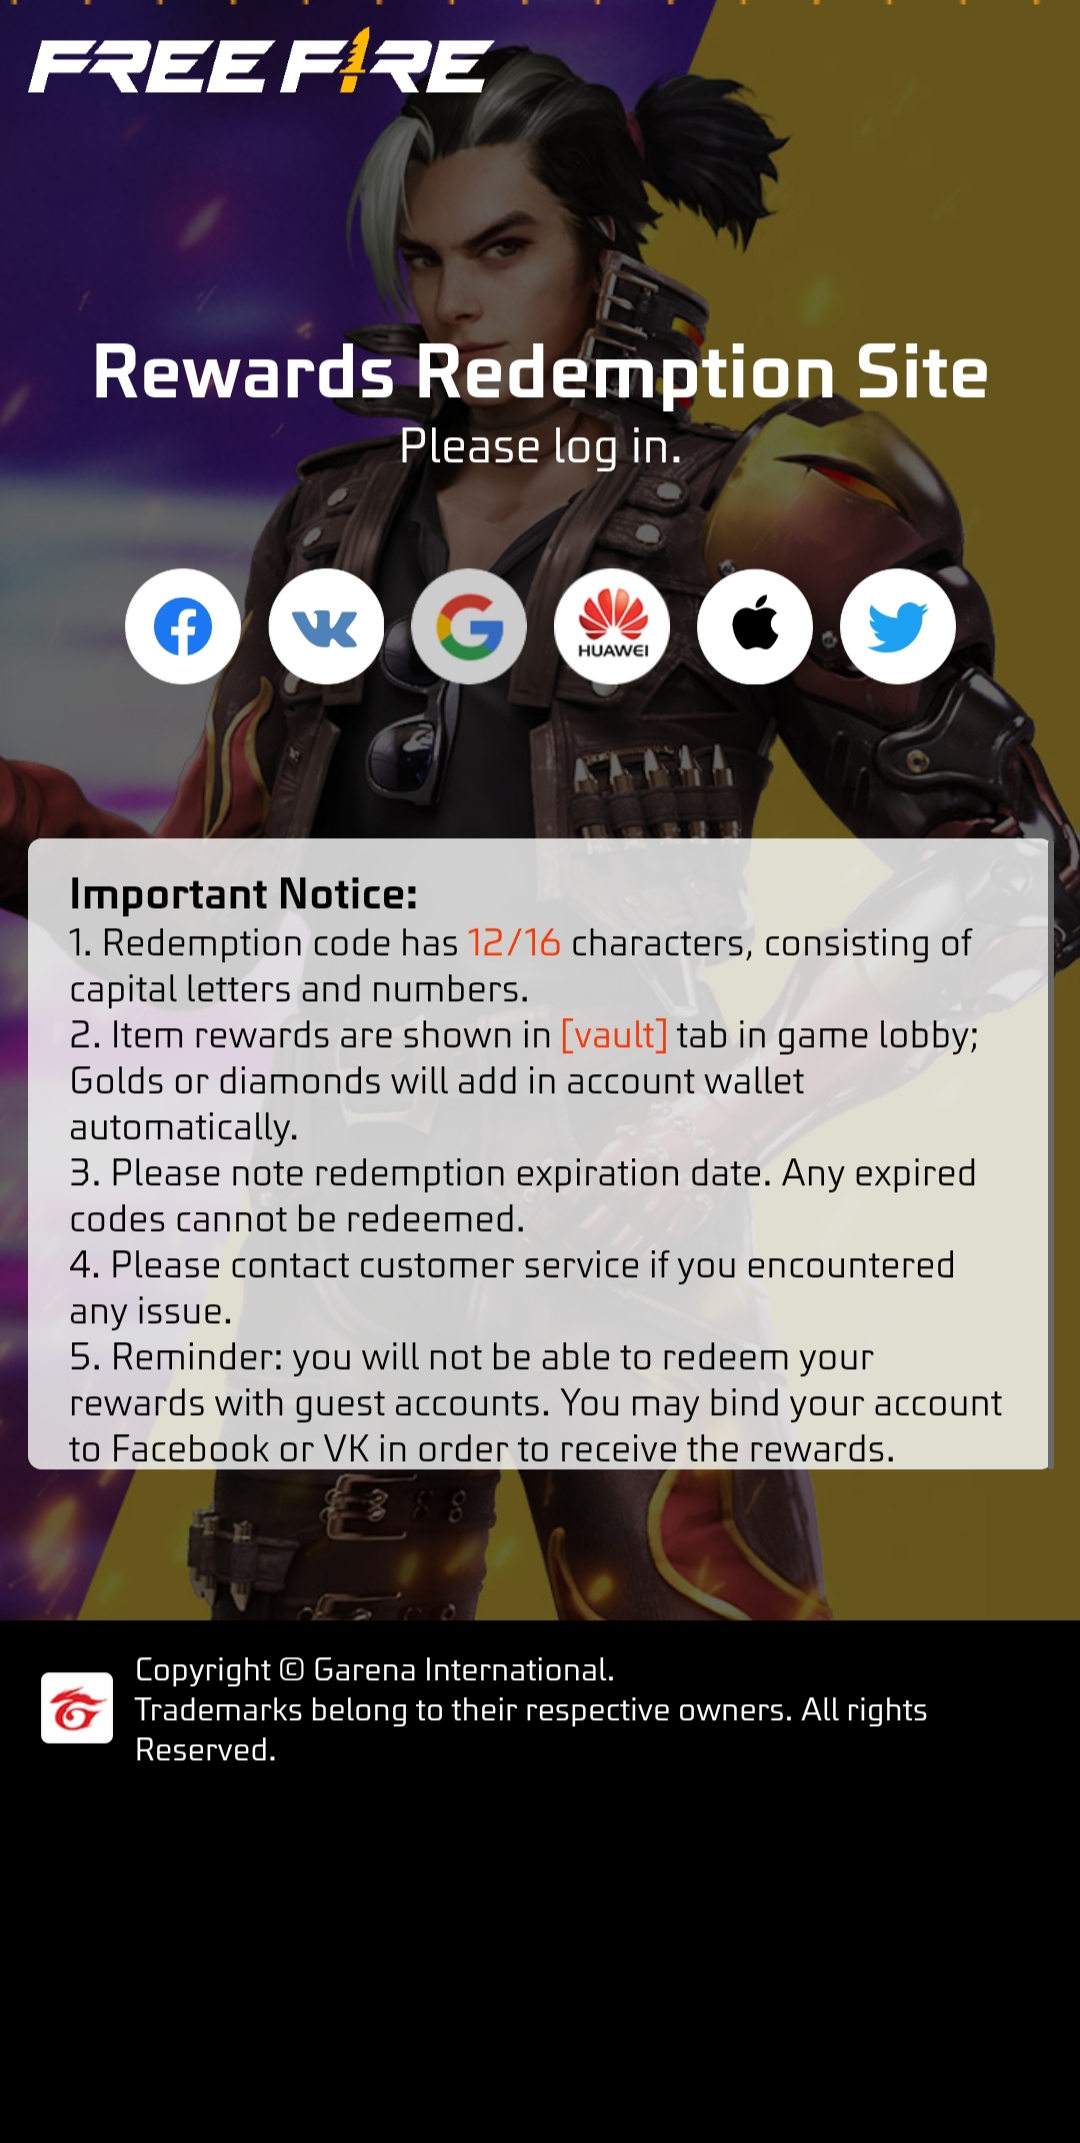 FREE FIRE
Rewards Redemption Site
Please log in.
HUAWEI
Important Notice:
1. Redemption code has 12/16 characters, consisting of
capital letters and numbers.
2. Item rewards are shown in [vault] tab in game lobby;
Golds or diamonds will add in account wallet
automatically.
3. Please note redemption expiration date. Any expired
codes cannot be redeemed.
4. Please contact customer service if you encountered
any issue.
5. Reminder: you will not be able to redeem your
rewards with guest accounts. You may bind your account
to Facebook or VK in order to receive the rewards.
Copyright © Garena International.
Trademarks belong to their respective owners. All rights
Reserved.